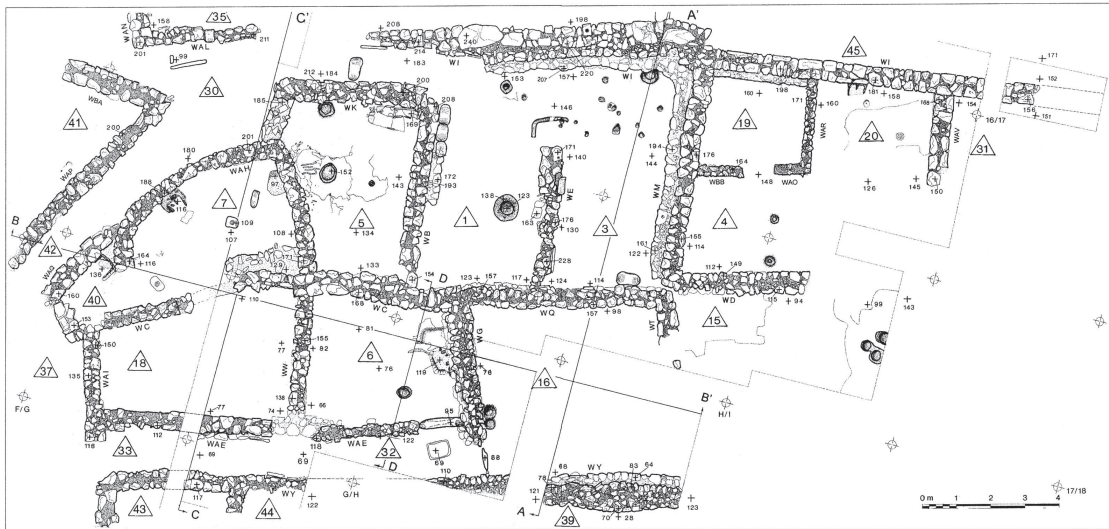 158 35 C' 208 198 A'
WAN 201 WAL 211 240 45 171
99 214 183 WI 207 157 220 WI WI 152
30 212 184 200 153 160 198 171 181 158 168 154 156
WBA WK 208 146 160 151
41 185 169 19 WAR 20 WAV 16/17
200 201 171 140 194 144 176 31
WAP 180 WAH 152 143 172 193 WE WM WBB 164 148 WAO 126 145 150
188 97 138 123
7 5 1 163 176 130 3 4
B 116 109 107 108 134 WB 228 161 122 155 114
42 164 116 171 129 133 154 D 123 157 117 124 114 112 149
WAQ 136 160 40 110 168 WC WQ 157 98 WD 115 94 99 143
153 WC 81 WG WT 15
150 18 77 155 82 6 76 119 76 16
37 135 WAI WW B'
F/G 77 138 66 74 95 H/I
118 33 112 WAE 118 WAE 122 32 69 88
69 69 D 110 68 WY 83 64
43 117 44 WY 122 G/H 78 121 123 17/18
C A 39 70 28
0 m 1 2 3 4